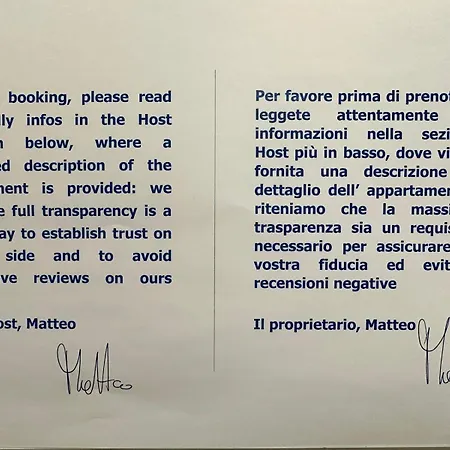 booking, please read
lly infos in the Host
n below, where a
ed description of the
ment is provided: we
e full transparency is a
ay to establish trust on
side and to avoid
ve reviews on ours
ost, Matteo
Matteo
Per favore prima di prenot
leggete attentamente
informazioni nella sezi
Host più in basso, dove vi
fornita una descrizione
dettaglio dell' appartamen
riteniamo che la massi
trasparenza sia un requis
necessario per assicurare
vostra fiducia ed evit
recensioni negative
Il proprietario, Matteo